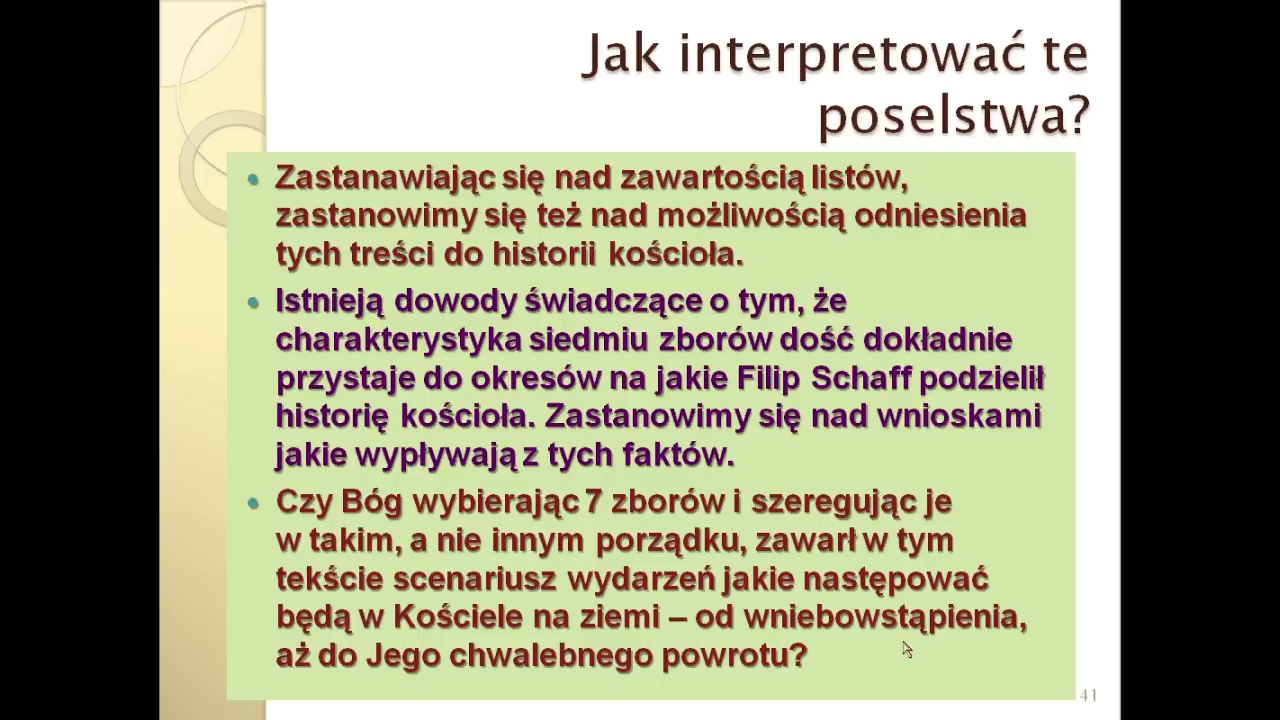 Jak interpretować te
poselstwa?
• Zastanawiając się nad zawartością listów,
zastanowimy się też nad możliwością odniesienia
tych treści do historii kościoła.
• Istnieją dowody świadczące o tym, że
charakterystyka siedmiu zborów dość dokładnie
przystaje do okresów na jakie Filip Schaff podzielił
historię kościoła. Zastanowimy się nad wnioskami
jakie wypływają z tych faktów.
• Czy Bóg wybierając 7 zborów i szeregując je
w takim, a nie innym porządku, zawarł w tym
tekście scenariusz wydarzeń jakie następować
będą w Kościele na ziemi – od wniebowstąpienia,
aż do Jego chwalebnego powrotu?
41